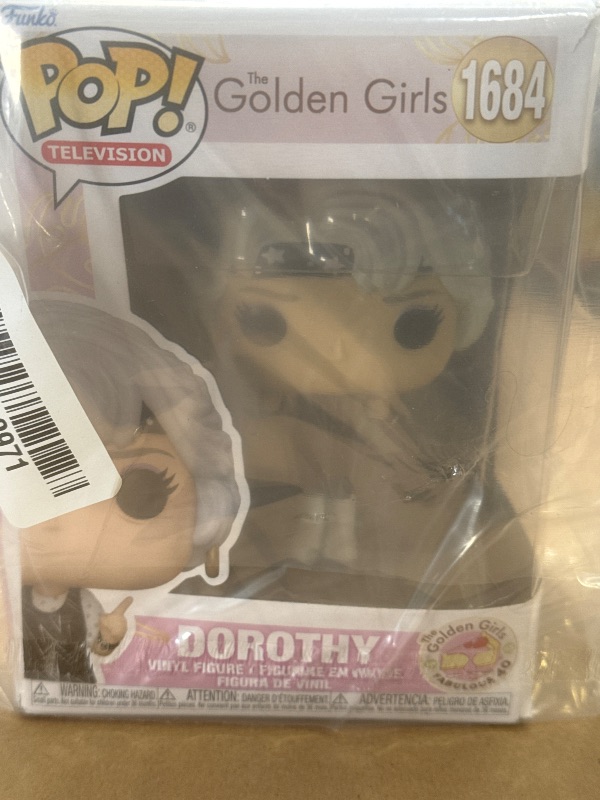 Funko
POP!®
TELEVISION
The
Golden Girls
1684
DOROTHY
VINYL FIGURE / FIGURINE EN VINYLE
FIGURA DE VINIL
The
Golden Girls
FABULOUS 40
WARNING: CHOKING HAZARD.
ATTENTION: DANGER D'ÉTOUFFEMENT
ADVERTENCIA: PELIGRO DE ASFIXIA.